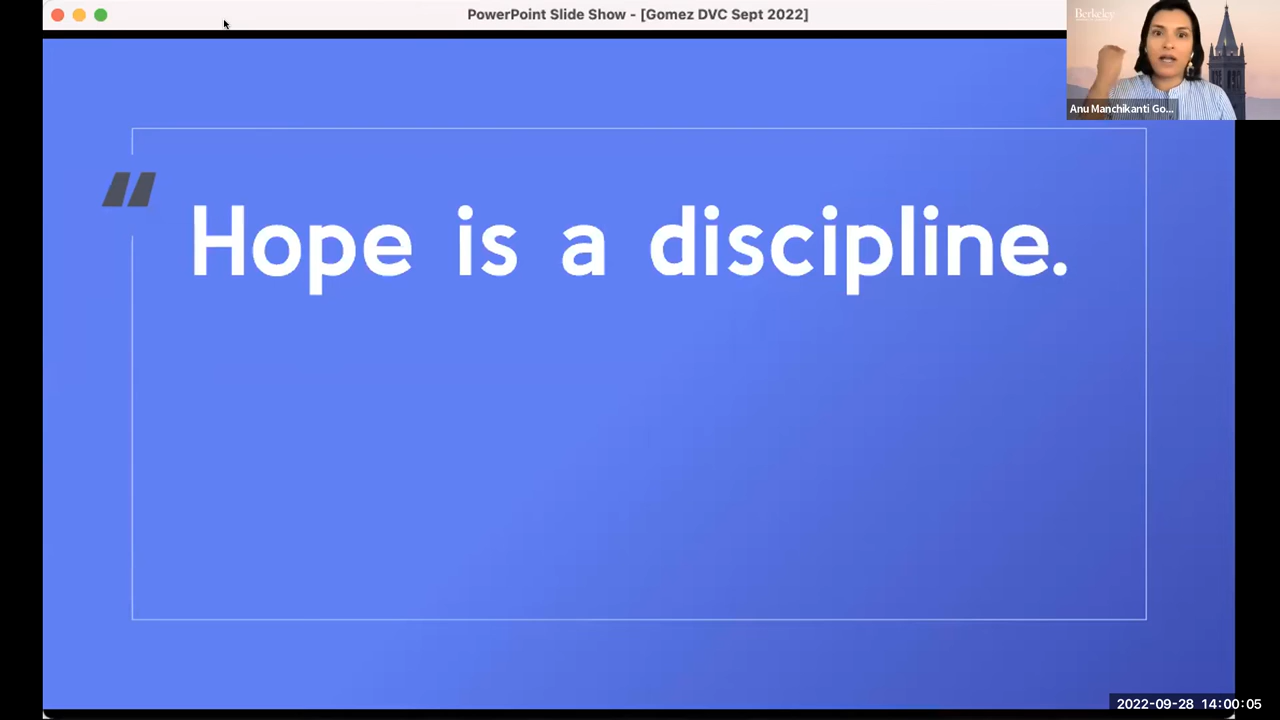 PowerPoint Slide Show - [Gomez DVC Sept 2022]
Berkeley
Anu Manchikanti Go...
“
Hope is a discipline.
2022-09-28 14:00:05